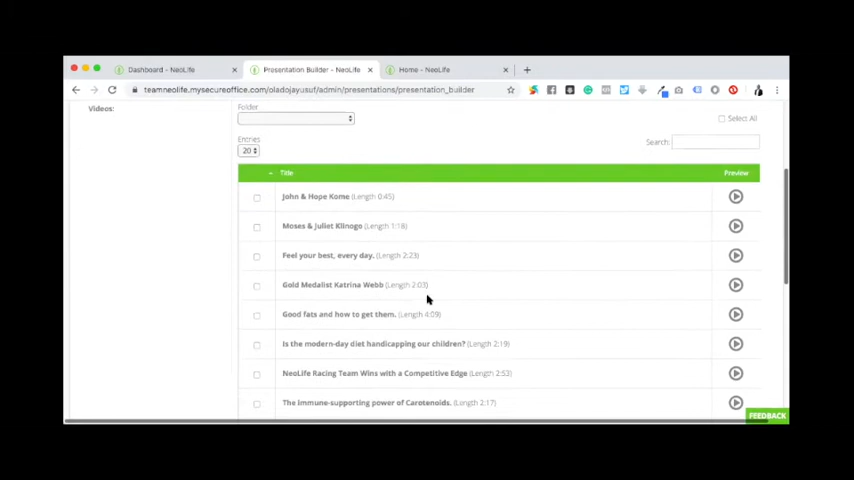 Dashboard - NeoLife
Presentation Builder - NeoLife
Home - NeoLife
teamneolife.mysecureoffice.com/oladojayusuf/admin/presentations/presentation_builder
Videos:
Folder
Select All
Entries
20
Search:
Title
Preview
John & Hope Kome (Length 0:45)
Moses & Juliet Klinogo (Length 1:18)
Feel your best, every day. (Length 2:23)
Gold Medalist Katrina Webb (Length 2:03)
Good fats and how to get them. (Length 4:09)
Is the modern-day diet handicapping our children? (Length 2:19)
NeoLife Racing Team Wins with a Competitive Edge (Length 2:53)
The immune-supporting power of Carotenoids. (Length 2:17)
FEEDBACK